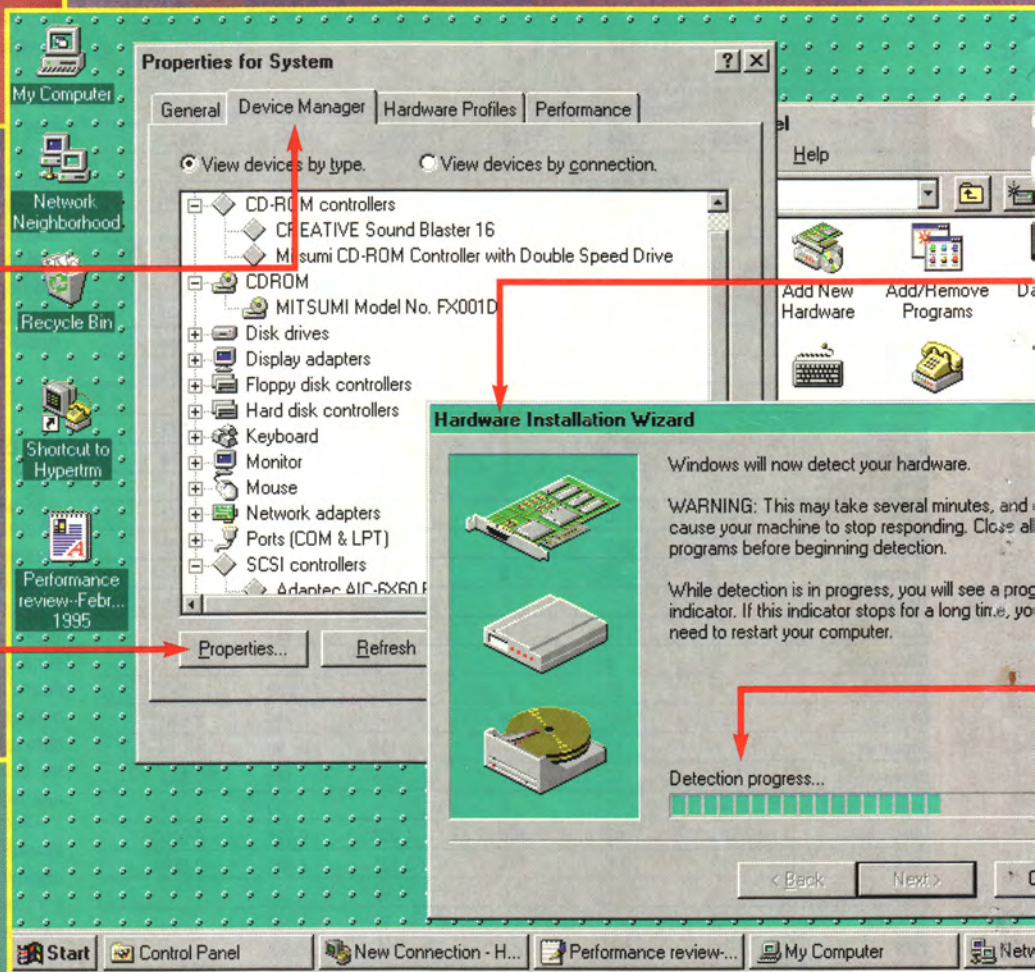 My Computer
Network
Neighborhood
Recycle Bin
Shortcut to
Hypertrm
Performance
review--Febr...
1995
Properties for System
General
Device Manager
Hardware Profiles
Performance
View devices by type.
View devices by connection.
CD-ROM controllers
CREATIVE Sound Blaster 16
Mitsumi CD-ROM Controller with Double Speed Drive
CDROM
MITSUMI Model No. FX001D
Disk drives
Display adapters
Floppy disk controllers
Hard disk controllers
Keyboard
Monitor
Mouse
Network adapters
Ports (COM & LPT)
SCSI controllers
Adaptec AIC-6X60
Properties...
Refresh
Help
Add New
Hardware
Add/Remove
Programs
Hardware Installation Wizard
Windows will now detect your hardware.
WARNING: This may take several minutes, and
cause your machine to stop responding. Close all
programs before beginning detection.
While detection is in progress, you will see a
indicator. If this indicator stops for a long time,
need to restart your computer.
Detection progress...
< Back
Next >
Start
Control Panel
New Connection - H...
Performance review-...
My Computer